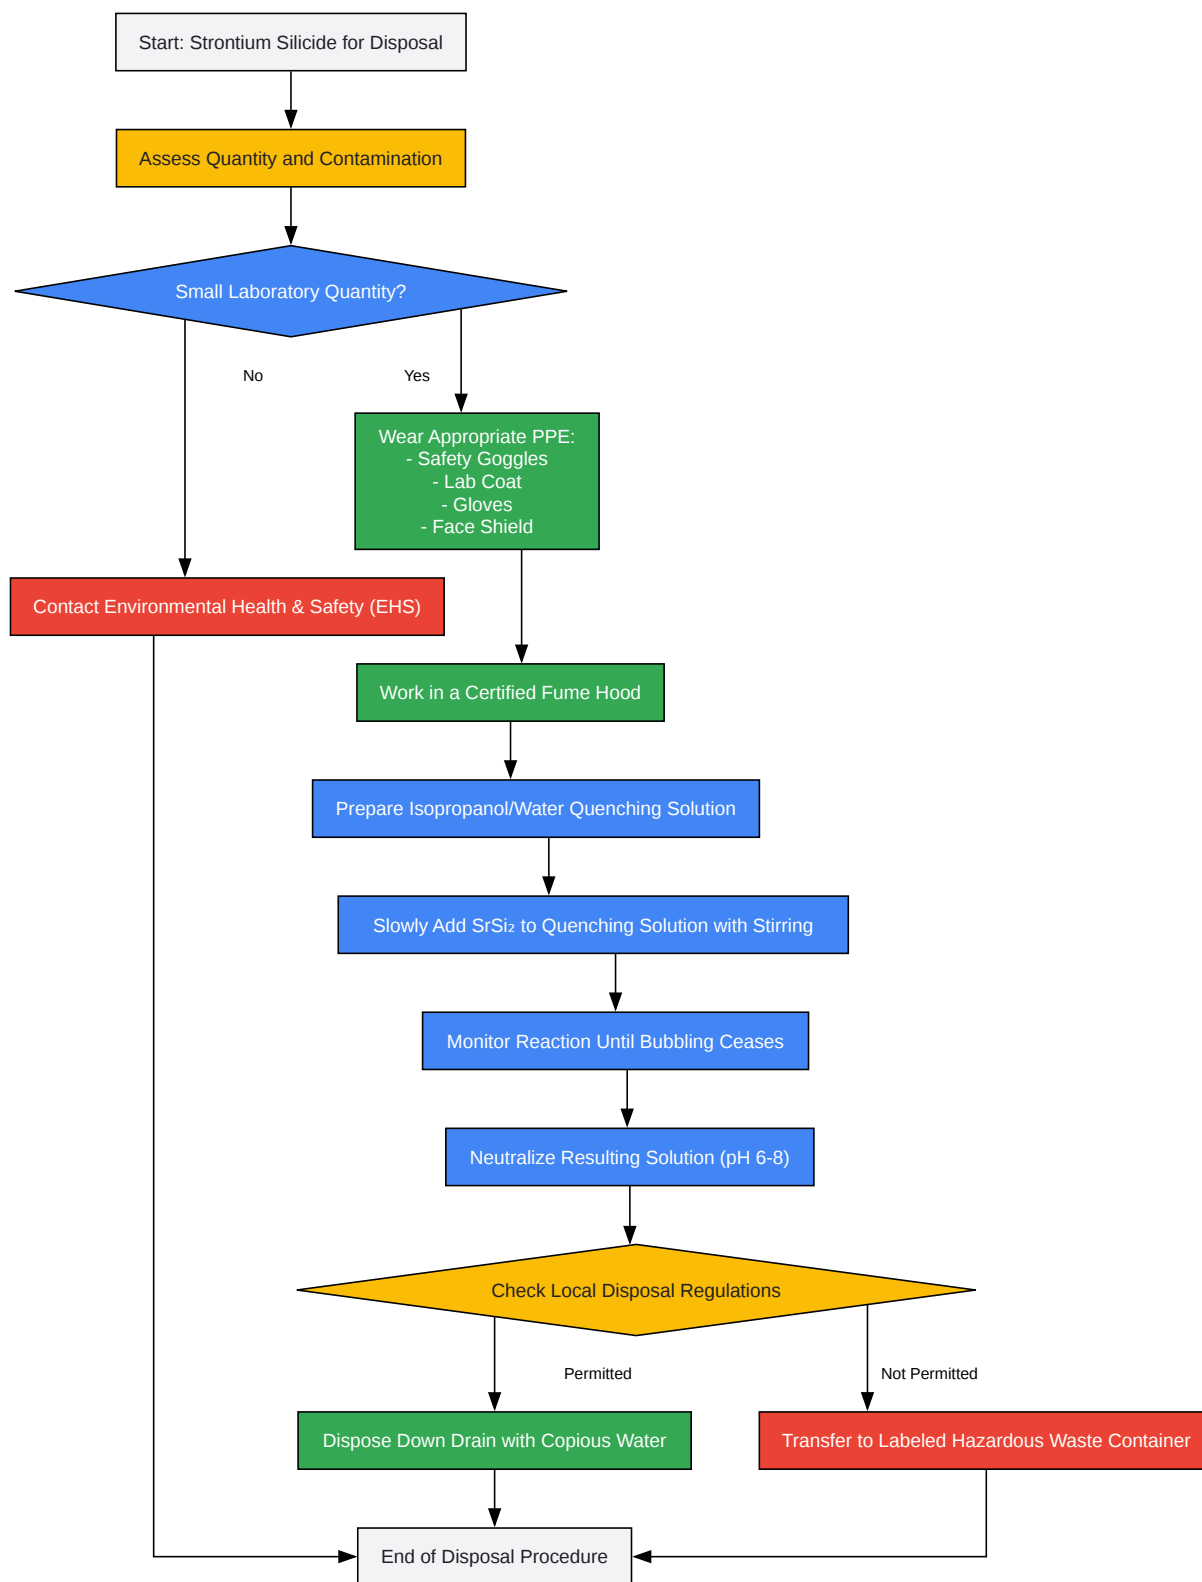 Start: Strontium Silicide for Disposal
Assess Quantity and Contamination
Small Laboratory Quantity?
No
Yes
Wear Appropriate PPE:
- Safety Goggles
- Lab Coat
- Gloves
- Face Shield
Contact Environmental Health & Safety (EHS)
Work in a Certified Fume Hood
Prepare Isopropanol/Water Quenching Solution
Slowly Add SrSi₂ to Quenching Solution with Stirring
Monitor Reaction Until Bubbling Ceases
Neutralize Resulting Solution (pH 6-8)
Check Local Disposal Regulations
Permitted
Not Permitted
Dispose Down Drain with Copious Water
Transfer to Labeled Hazardous Waste Container
End of Disposal Procedure